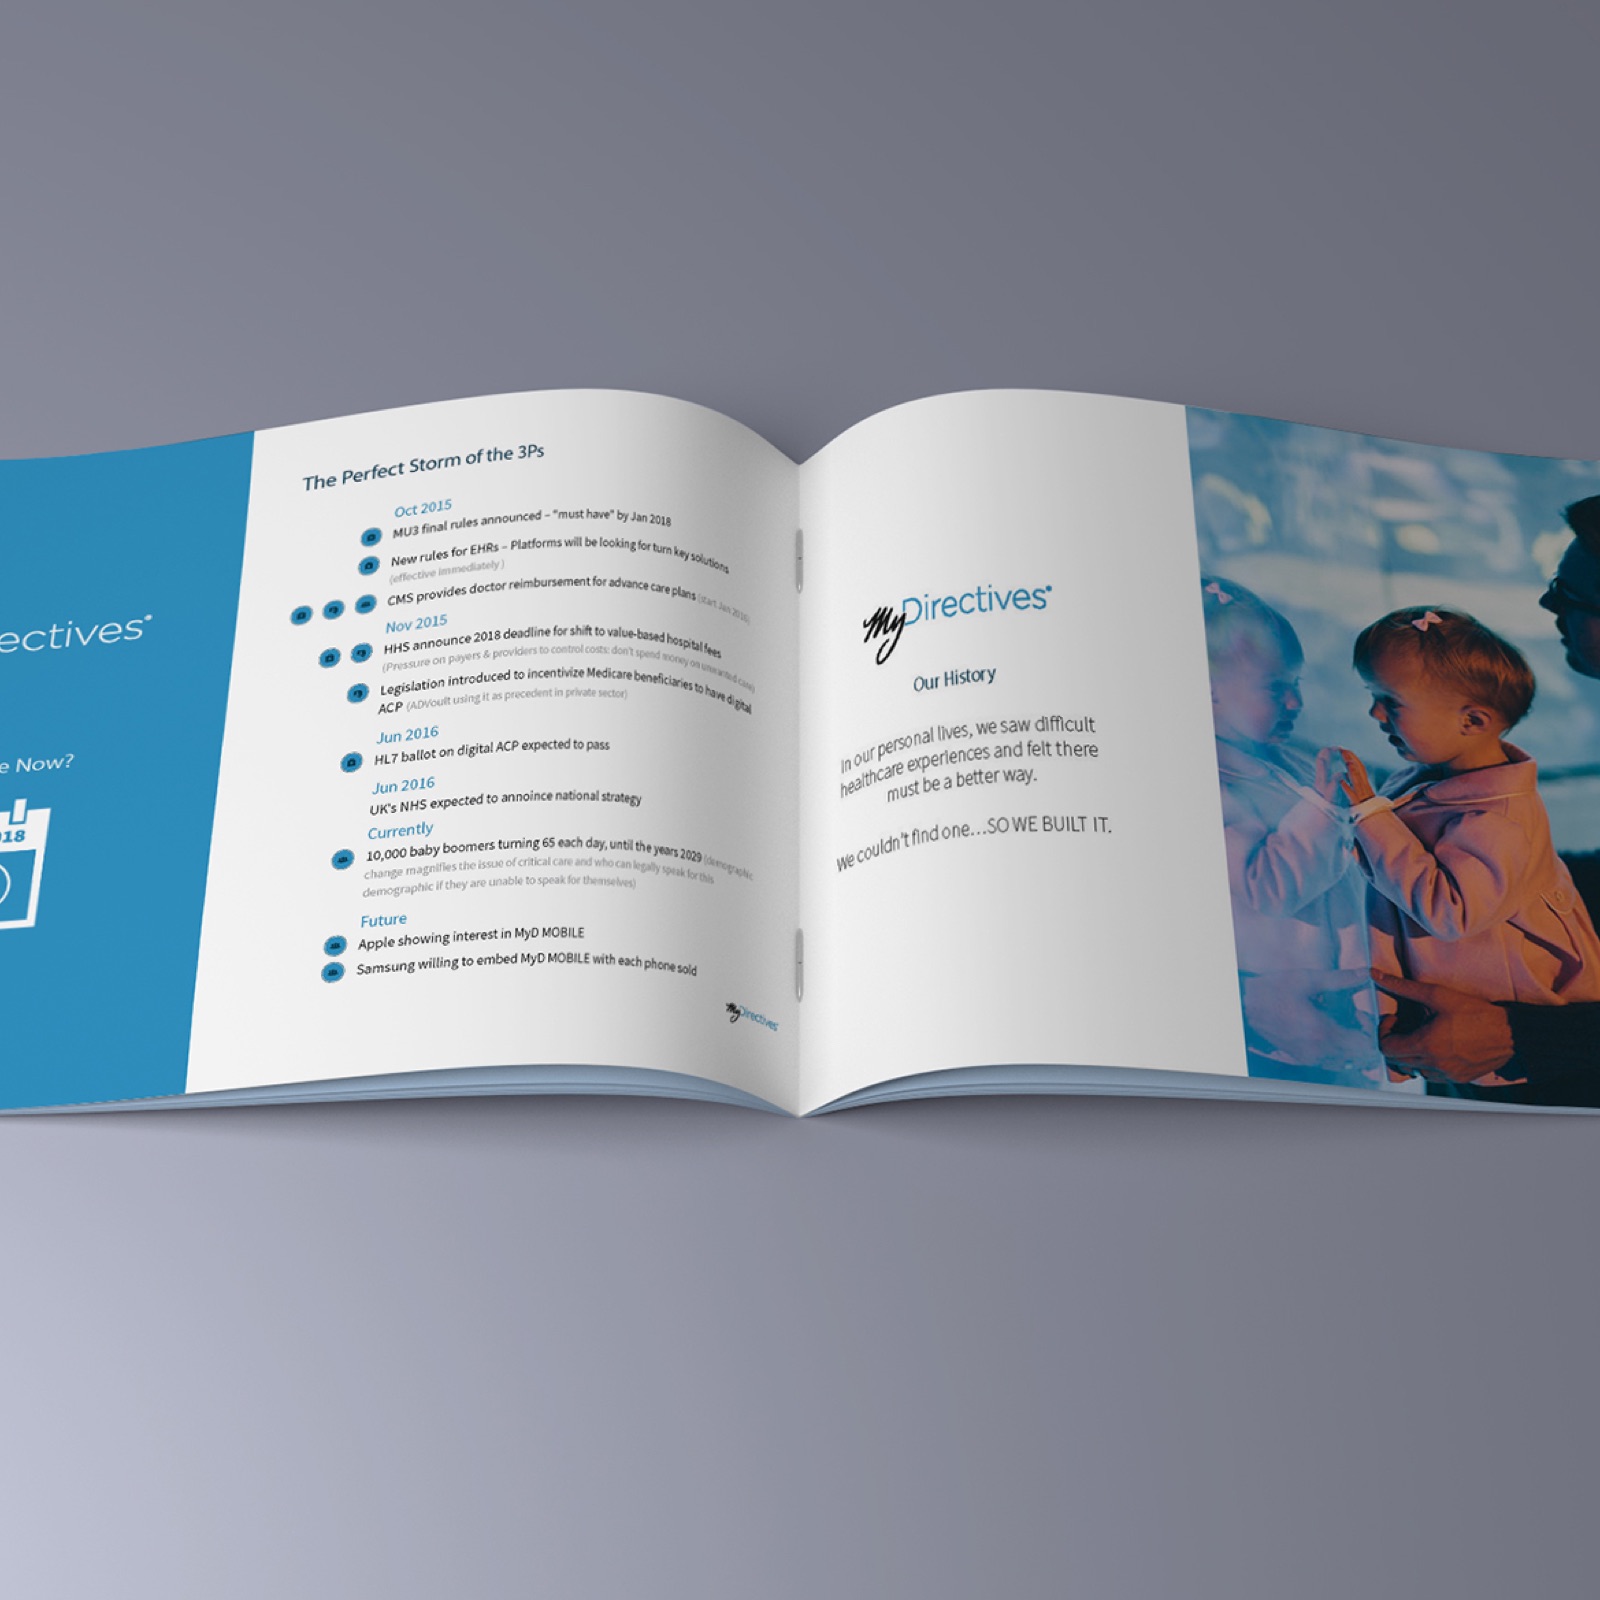 ectives®
e Now?
18
The Perfect Storm of the 3Ps
Oct 2015
MU3 final rules announced – "must have" by Jan 2018
New rules for EHRs – Platforms will be looking for turn key solutions
(effective immediately)
CMS provides doctor reimbursement for advance care plans (start Jan 2016)
Nov 2015
HHS announce 2018 deadline for shift to value-based hospital fees
(Pressure on payers & providers to control costs: don't spend money on unwanted care)
Legislation introduced to incentivize Medicare beneficiaries to have digital
ACP (ADVault using it as precedent in private sector)
Jun 2016
HL7 ballot on digital ACP expected to pass
Jun 2016
UK's NHS expected to annoince national strategy
Currently
10,000 baby boomers turning 65 each day, until the years 2029 (demographic
change magnifies the issue of critical care and who can legally speak for this
demographic if they are unable to speak for themselves)
Future
Apple showing interest in MyD MOBILE
Samsung willing to embed MyD MOBILE with each phone sold
MyDirectives®
MyDirectives®
Our History
In our personal lives, we saw difficult
healthcare experiences and felt there
must be a better way.
We couldn't find one...SO WE BUILT IT.